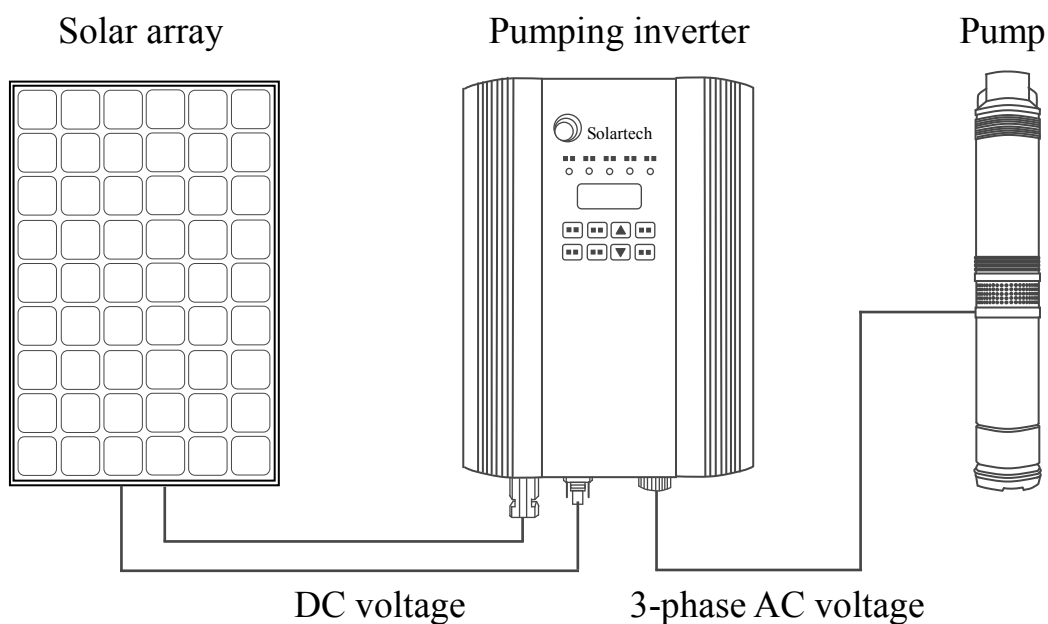 Solar array
Pumping inverter
Pump
Solartech
DC voltage
3-phase AC voltage